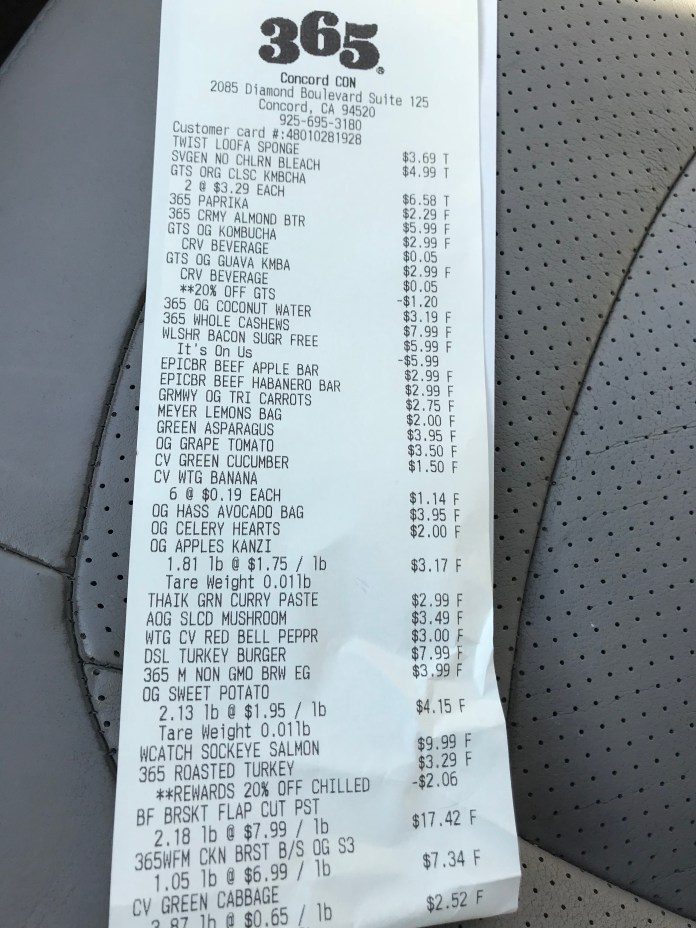 365
Concord CON
2085 Diamond Boulevard Suite 125
Concord, CA 94520
925-695-3180
Customer card #:48010281928
TWIST LOOFA SPONGE $3.69 T
SVGEN NO CHLRN BLEACH $4.99 T
GTS ORG CLSC KMBCHA
2 @ $3.29 EACH $6.58 T
365 PAPRIKA $2.29 F
365 CRMY ALMOND BTR $5.99 F
GTS OG KOMBUCHA $2.99 F
CRV BEVERAGE $0.05
GTS OG GUAVA KMBA $2.99 F
CRV BEVERAGE $0.05
**20% OFF GTS -$1.20
365 OG COCONUT WATER $3.19 F
365 WHOLE CASHEWS $7.99 F
WLSHR BACON SUGR FREE $5.99 F
It's On Us -$5.99
EPICBR BEEF APPLE BAR $2.99 F
EPICBR BEEF HABANERO BAR $2.99 F
GRMWY OG TRI CARROTS $2.75 F
MEYER LEMONS BAG $2.00 F
GREEN ASPARAGUS $3.95 F
OG GRAPE TOMATO $3.50 F
CV GREEN CUCUMBER $1.50 F
CV WTG BANANA
6 @ $0.19 EACH $1.14 F
OG HASS AVOCADO BAG $3.95 F
OG CELERY HEARTS $2.00 F
OG APPLES KANZI
1.81 lb @ $1.75 / lb $3.17 F
Tare Weight 0.01lb
THAIK GRN CURRY PASTE $2.99 F
AOG SLCD MUSHROOM $3.49 F
WTG CV RED BELL PEPPR $3.00 F
DSL TURKEY BURGER $7.99 F
365 M NON GMO BRW EG $3.99 F
OG SWEET POTATO
2.13 lb @ $1.95 / lb $4.15 F
Tare Weight 0.01lb
WCATCH SOCKEYE SALMON $9.99 F
365 ROASTED TURKEY $3.29 F
**REWARDS 20% OFF CHILLED -$2.06
BF BRSKT FLAP CUT PST
2.18 lb @ $7.99 / lb $17.42 F
365WFM CKN BRST B/S OG S3
1.05 lb @ $6.99 / lb $7.34 F
CV GREEN CABBAGE
3.87 lb @ $0.65 / lb $2.52 F